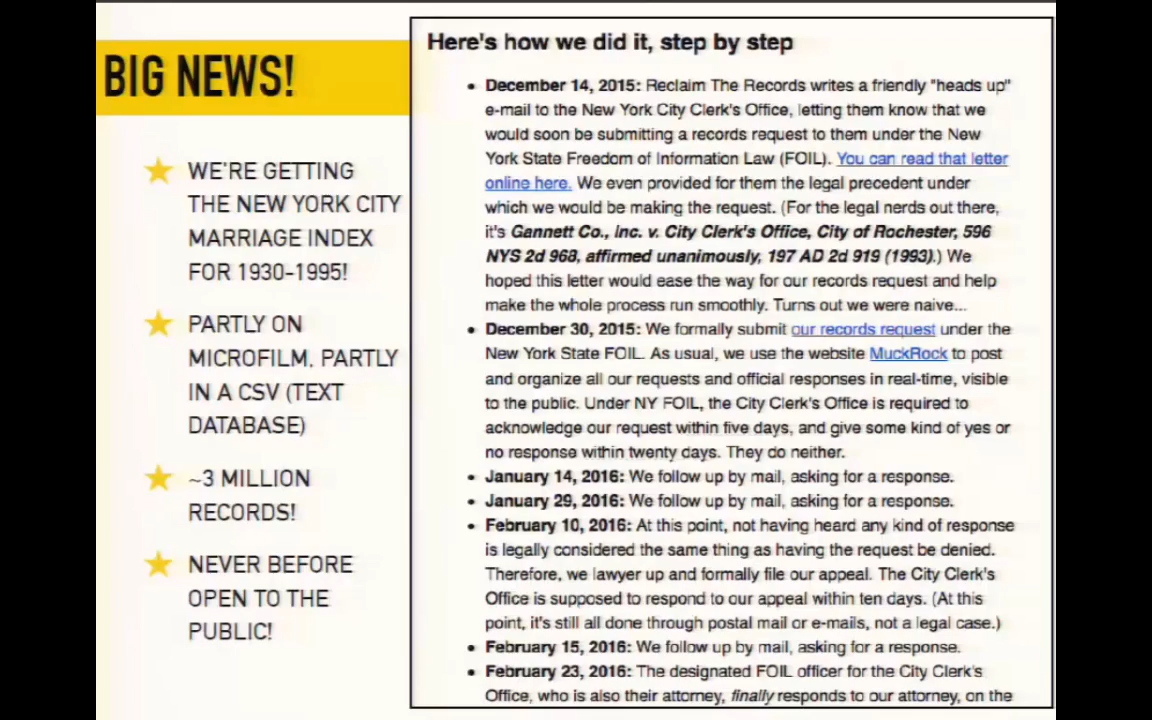 BIG NEWS!
WE'RE GETTING
THE NEW YORK CITY
MARRIAGE INDEX
FOR 1930-1995!
PARTLY ON
MICROFILM, PARTLY
IN A CSV (TEXT
DATABASE)
~3 MILLION
RECORDS!
NEVER BEFORE
OPEN TO THE
PUBLIC!
Here's how we did it, step by step
• December 14, 2015: Reclaim The Records writes a friendly "heads up"
e-mail to the New York City Clerk's Office, letting them know that we
would soon be submitting a records request to them under the New
York State Freedom of Information Law (FOIL). You can read that letter
online here. We even provided for them the legal precedent under
which we would be making the request. (For the legal nerds out there,
it's Gannett Co., Inc. v. City Clerk's Office, City of Rochester, 596
NYS 2d 968, affirmed unanimously, 197 AD 2d 919 (1993).) We
hoped this letter would ease the way for our records request and help
make the whole process run smoothly. Turns out we were naive...
• December 30, 2015: We formally submit our records request under the
New York State FOIL. As usual, we use the website MuckRock to post
and organize all our requests and official responses in real-time, visible
to the public. Under NY FOIL, the City Clerk's Office is required to
acknowledge our request within five days, and give some kind of yes or
no response within twenty days. They do neither.
• January 14, 2016: We follow up by mail, asking for a response.
• January 29, 2016: We follow up by mail, asking for a response.
• February 10, 2016: At this point, not having heard any kind of response
is legally considered the same thing as having the request be denied.
Therefore, we lawyer up and formally file our appeal. The City Clerk's
Office is supposed to respond to our appeal within ten days. (At this
point, it's still all done through postal mail or e-mails, not a legal case.)
• February 15, 2016: We follow up by mail, asking for a response.
• February 23, 2016: The designated FOIL officer for the City Clerk's
Office, who is also their attorney, finally responds to our attorney, on the